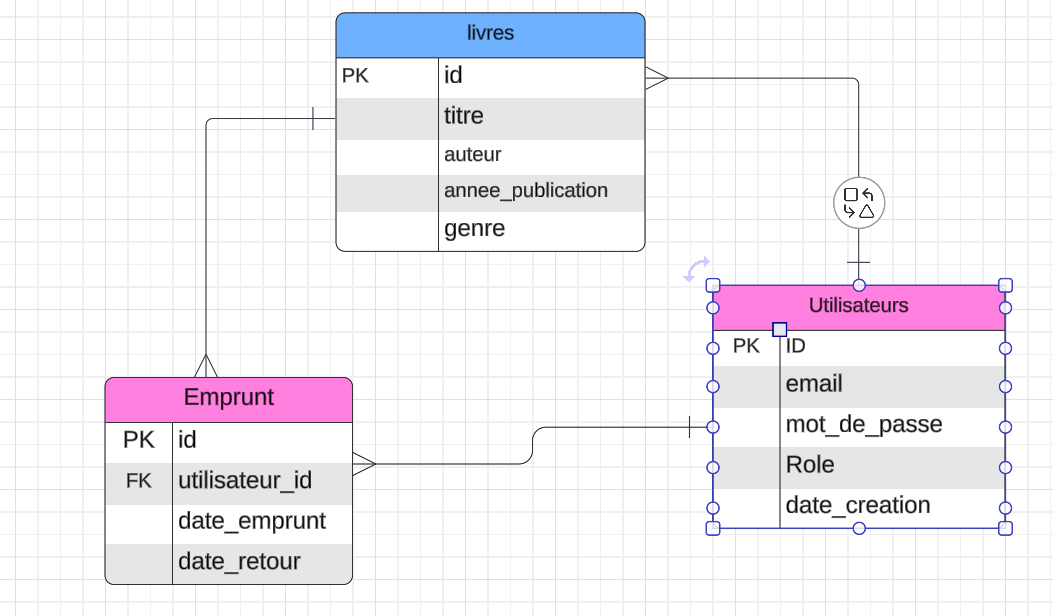 livres
PK id
titre
auteur
annee_publication
genre
Utilisateurs
PK ID
email
mot_de_passe
Role
date_creation
Emprunt
PK id
FK utilisateur_id
date_emprunt
date_retour